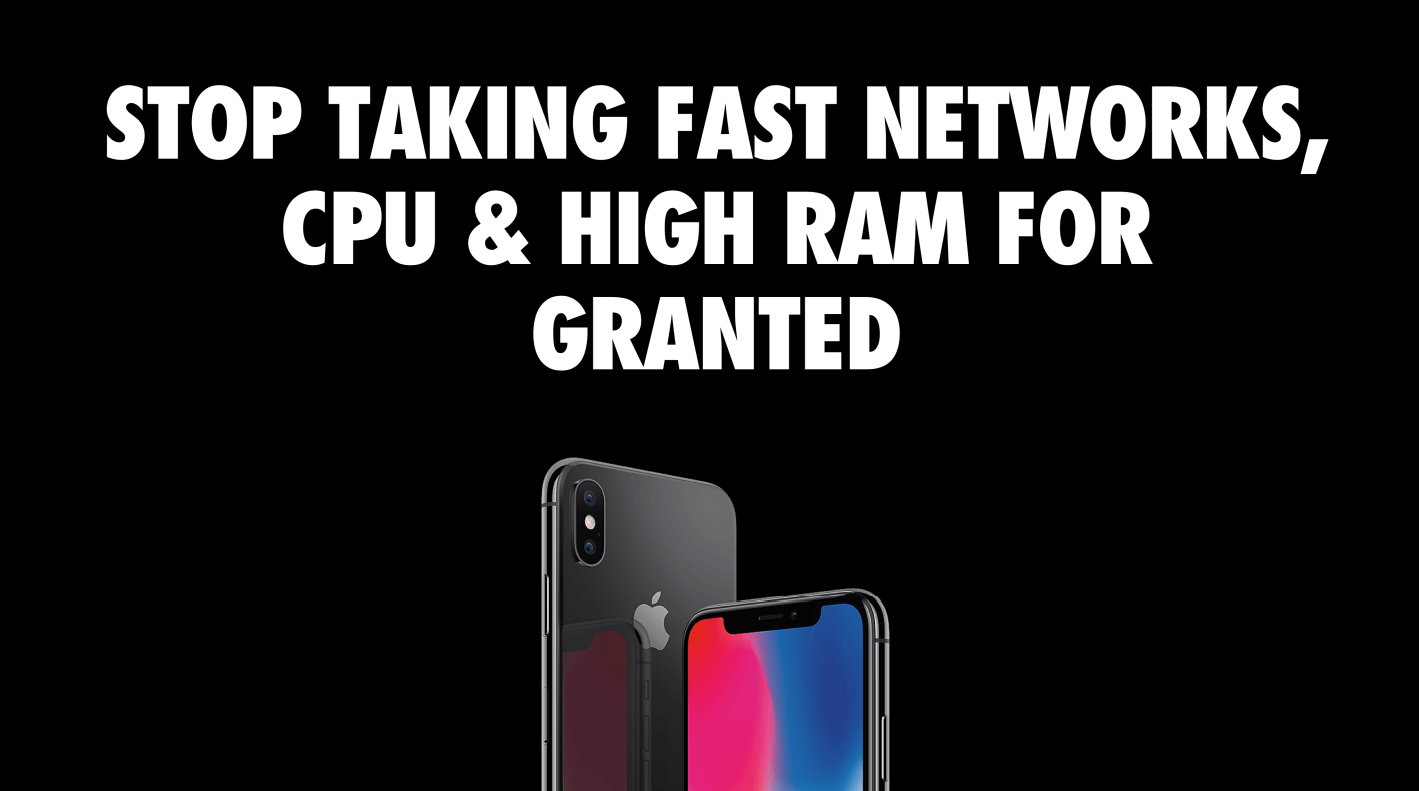 STOP TAKING FAST NETWORKS,
CPU & HIGH RAM FOR
GRANTED